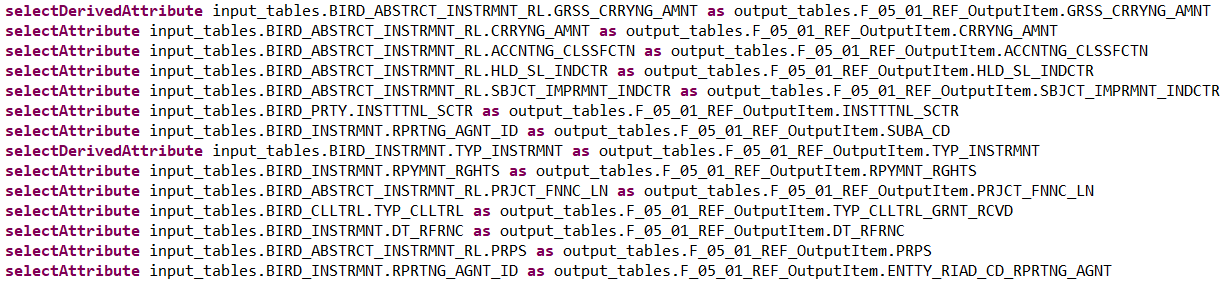 selectDerivedAttribute input_tables.BIRD_ABSTRCT_INSTRMNT_RL.GRSS_CRRYNG_AMNT as output_tables.F_05_01_REF_OutputItem.GRSS_CRRYNG_AMNT
selectAttribute input_tables.BIRD_ABSTRCT_INSTRMNT_RL.CRRYNG_AMNT as output_tables.F_05_01_REF_OutputItem.CRRYNG_AMNT
selectAttribute input_tables.BIRD_ABSTRCT_INSTRMNT_RL.ACCNTNG_CLSSFCTN as output_tables.F_05_01_REF_OutputItem.ACCNTNG_CLSSFCTN
selectAttribute input_tables.BIRD_ABSTRCT_INSTRMNT_RL.HLD_SL_INDCTR as output_tables.F_05_01_REF_OutputItem.HLD_SL_INDCTR
selectAttribute input_tables.BIRD_ABSTRCT_INSTRMNT_RL.SBJCT_IMPRMNT_INDCTR as output_tables.F_05_01_REF_OutputItem.SBJCT_IMPRMNT_INDCTR
selectAttribute input_tables.BIRD_PRTY.INSTTTNL_SCTR as output_tables.F_05_01_REF_OutputItem.INSTTTNL_SCTR
selectAttribute input_tables.BIRD_INSTRMNT.RPRTNG_AGNT_ID as output_tables.F_05_01_REF_OutputItem.SUBA_CD
selectDerivedAttribute input_tables.BIRD_INSTRMNT.TYP_INSTRMNT as output_tables.F_05_01_REF_OutputItem.TYP_INSTRMNT
selectAttribute input_tables.BIRD_INSTRMNT.RPYMNT_RGHTS as output_tables.F_05_01_REF_OutputItem.RPYMNT_RGHTS
selectAttribute input_tables.BIRD_ABSTRCT_INSTRMNT_RL.PRJCT_FNNC_LN as output_tables.F_05_01_REF_OutputItem.PRJCT_FNNC_LN
selectAttribute input_tables.BIRD_CLLTRL.TYP_CLLTRL as output_tables.F_05_01_REF_OutputItem.TYP_CLLTRL_GRNT_RCVD
selectAttribute input_tables.BIRD_INSTRMNT.DT_RFRNC as output_tables.F_05_01_REF_OutputItem.DT_RFRNC
selectAttribute input_tables.BIRD_ABSTRCT_INSTRMNT_RL.PRPS as output_tables.F_05_01_REF_OutputItem.PRPS
selectAttribute input_tables.BIRD_INSTRMNT.RPRTNG_AGNT_ID as output_tables.F_05_01_REF_OutputItem.ENTTY_RIAD_CD_RPRTNG_AGNT